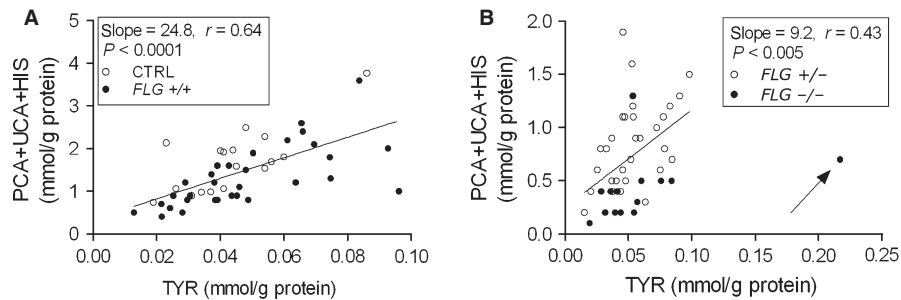 A
Slope = 24.8, r = 0.64
P < 0.0001
CTRL
FLG +/+
PCA+UCA+HIS
(mmol/g protein)
5
4
3
2
1
0
0.00 0.02 0.04 0.06 0.08 0.10
TYR (mmol/g protein)
B
Slope = 9.2, r = 0.43
P < 0.005
FLG +/−
FLG −/−
PCA+UCA+HIS
(mmol/g protein)
2.0
1.5
1.0
0.5
0.0
0.00 0.05 0.10 0.15 0.20 0.25
TYR (mmol/g protein)